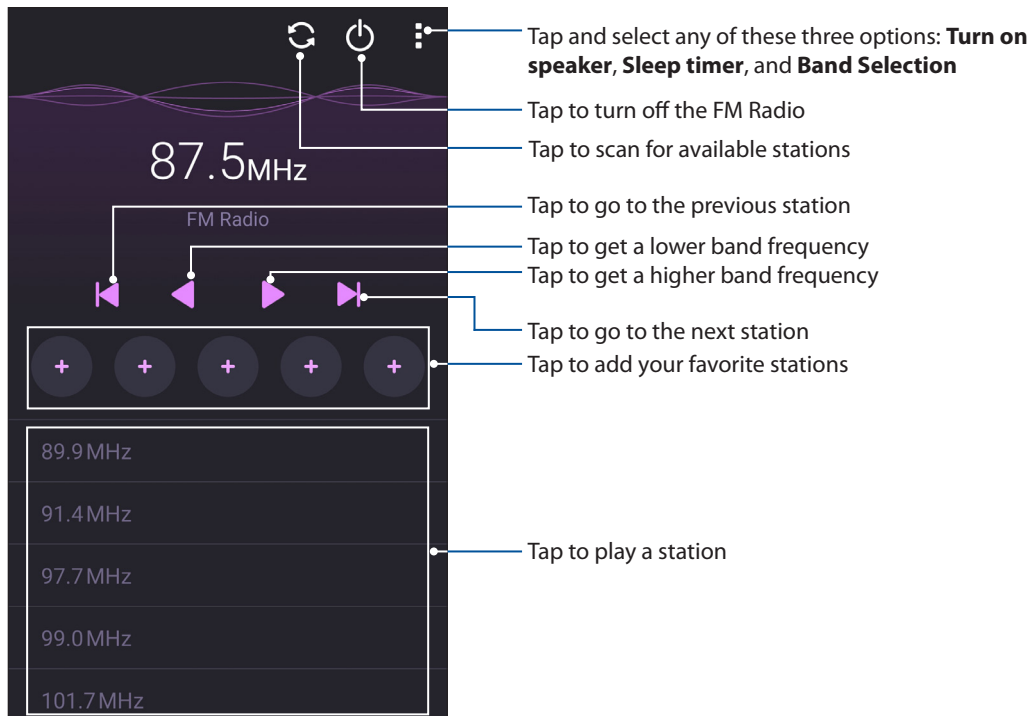 Tap and select any of these three options: Turn on
speaker, Sleep timer, and Band Selection
Tap to turn off the FM Radio
Tap to scan for available stations
87.5MHz
Tap to go to the previous station
FM Radio
Tap to get a lower band frequency
Tap to get a higher band frequency
Tap to go to the next station
Tap to add your favorite stations
89.9MHz
91.4MHz
Tap to play a station
97.7MHz
99.0MHz
101.7MHz